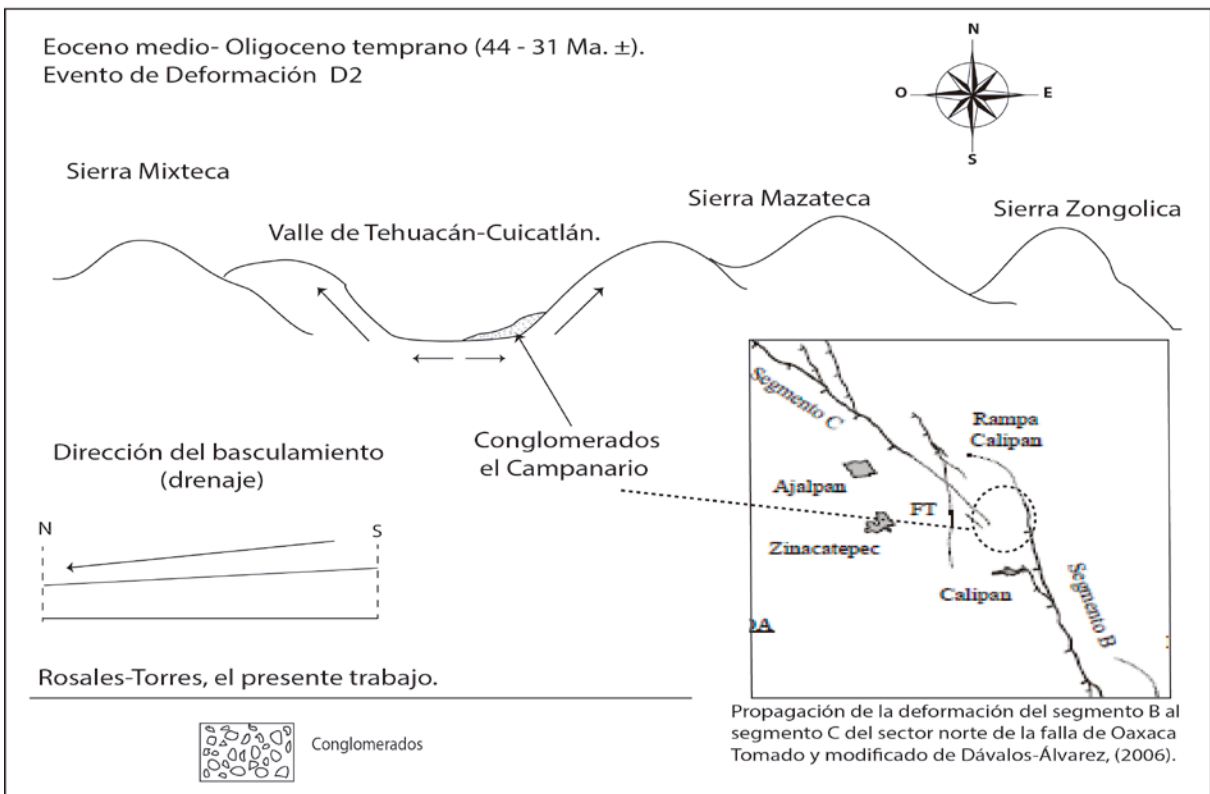 Eoceno medio- Oligoceno temprano (44 - 31 Ma. ±).
Evento de Deformación D2
N
O
E
S
Sierra Mixteca
Valle de Tehuacán-Cuicatlán.
Sierra Mazateca
Sierra Zongolica
Conglomerados
el Campanario
Dirección del basculamiento
(drenaje)
N
S
Segmento C
Rampa
Calipan
Ajalpan
FT
Zinacatepec
Calipan
Segmento B
Rosales-Torres, el presente trabajo.
Conglomerados
Propagación de la deformación del segmento B al
segmento C del sector norte de la falla de Oaxaca
Tomado y modificado de Dávalos-Álvarez, (2006).